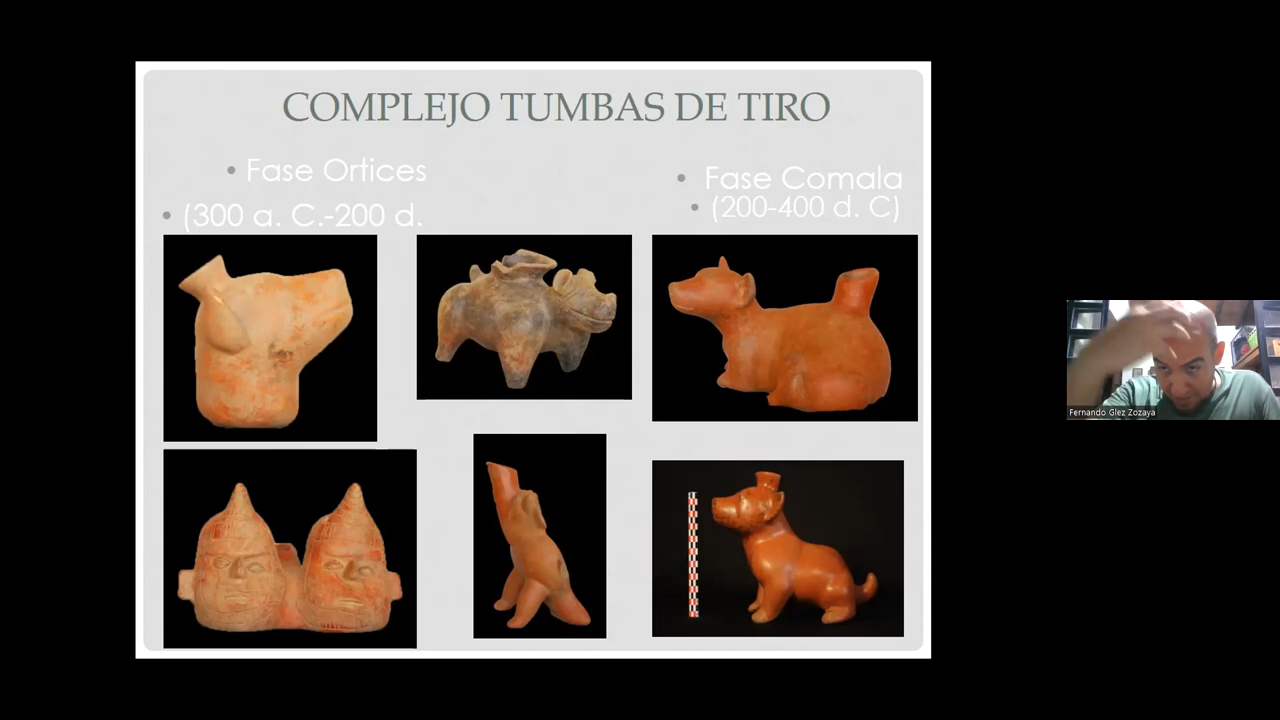 COMPLEJO TUMBAS DE TIRO
• Fase Ortices
• (300 a. C.-200 d.
• Fase Comala
• (200-400 d. C)
Fernando Glez Zozaya